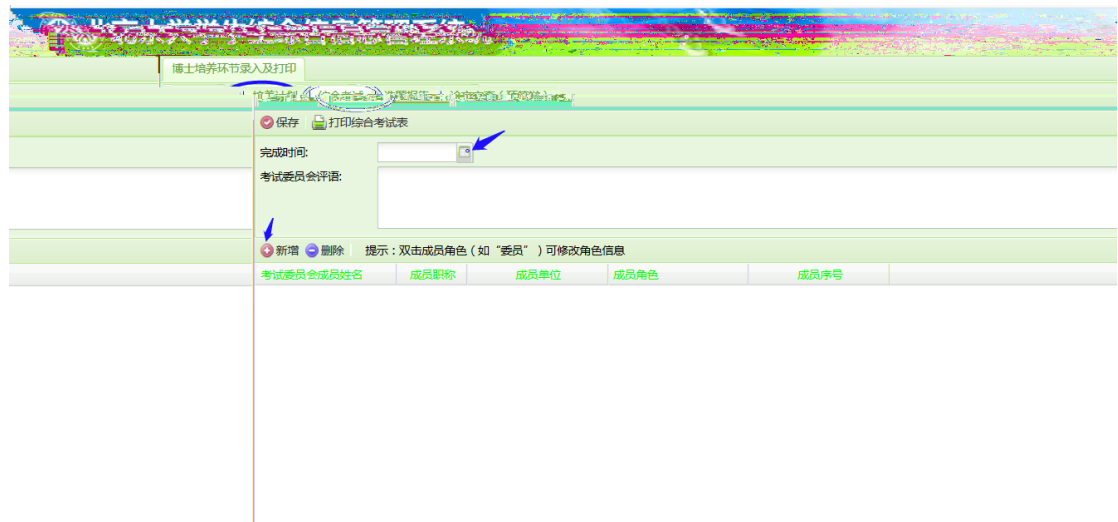 博士培养环节录入及打印
保存 打印综合考试表
完成时间:
考试委员会评语:
新增 删除 提示：双击成员角色（如“委员”）可修改角色信息
考试委员会成员姓名 成员职称 成员单位 成员角色 成员序号